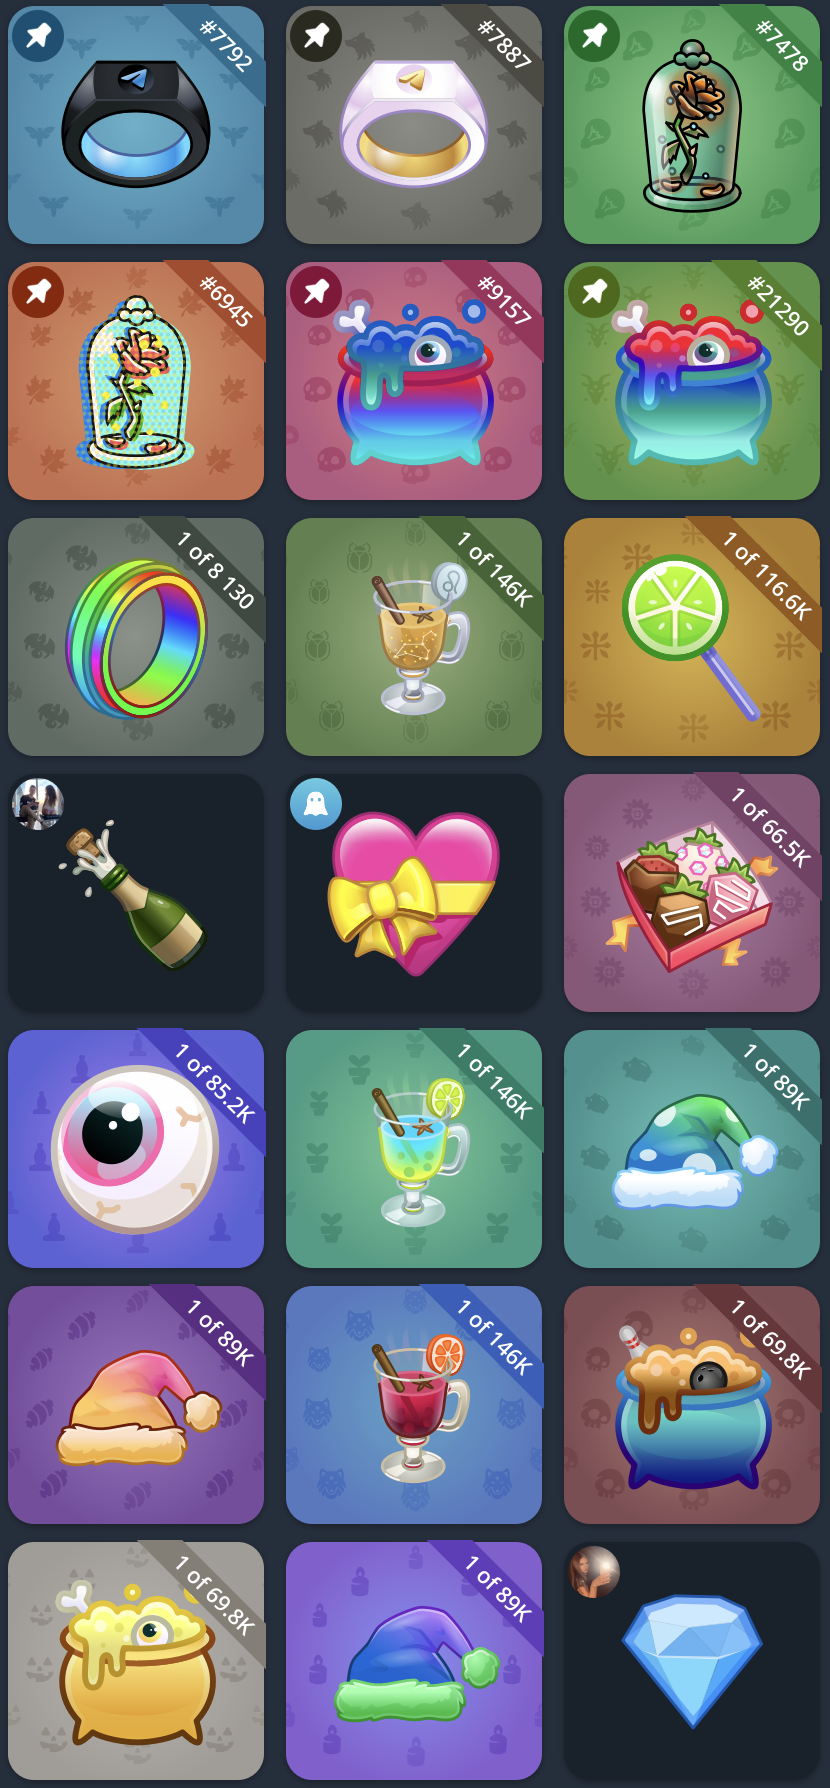 #7792
#7887
#7478
#6945
#9157
#21290
1 of 8 130
1 of 146K
1 of 116.6K
1 of 66.5K
1 of 85.2K
1 of 146K
1 of 89K
1 of 89K
1 of 146K
1 of 69.8K
1 of 69.8K
1 of 89K